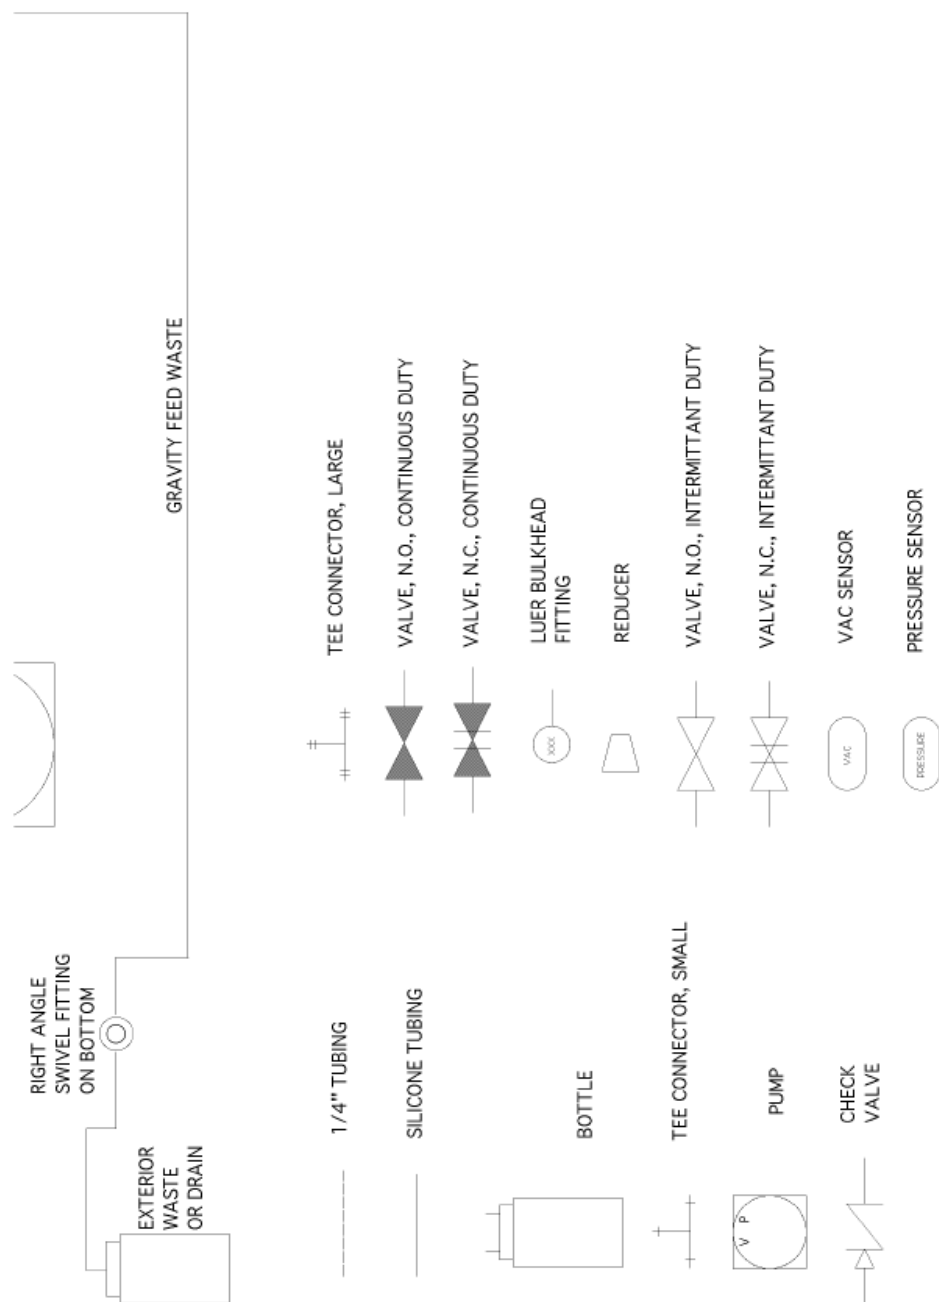 GRAVITY FEED WASTE
RIGHT ANGLE
SWIVEL FITTING
ON BOTTOM
EXTERIOR
WASTE
OR DRAIN
1/4" TUBING
SILICONE TUBING
BOTTLE
TEE CONNECTOR, SMALL
V P
PUMP
CHECK
VALVE
TEE CONNECTOR, LARGE
VALVE, N.O., CONTINUOUS DUTY
VALVE, N.C., CONTINUOUS DUTY
XXX
LUER BULKHEAD
FITTING
REDUCER
VALVE, N.O., INTERMITTANT DUTY
VALVE, N.C., INTERMITTANT DUTY
VAC
VAC SENSOR
PRESSURE
PRESSURE SENSOR